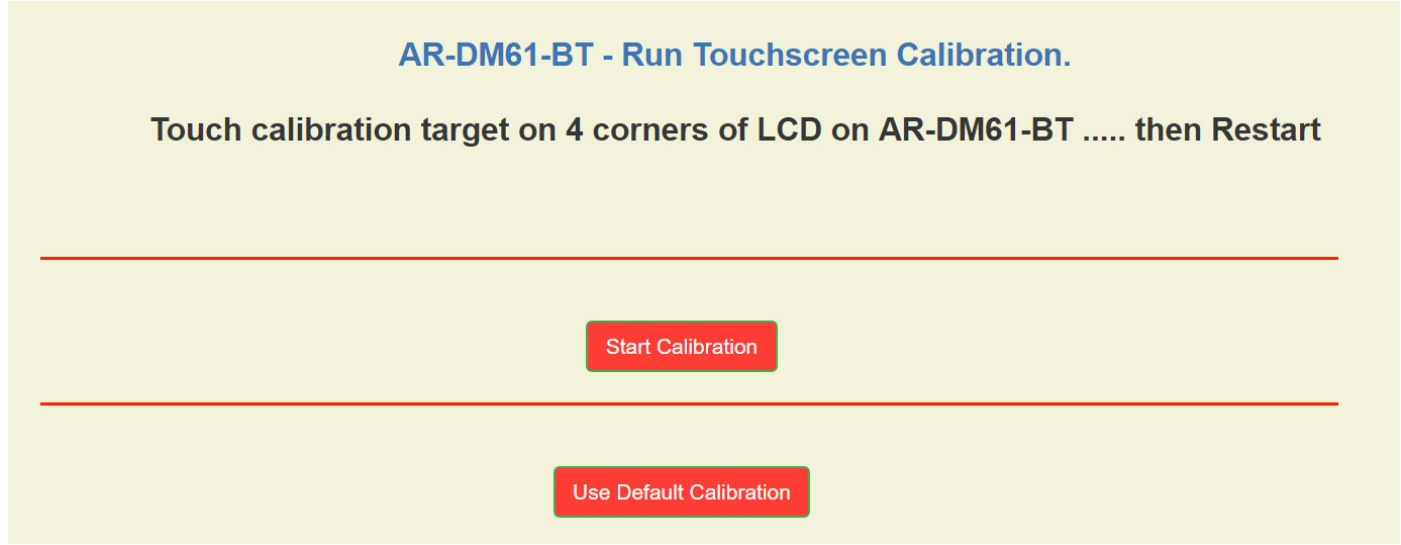 AR-DM61-BT - Run Touchscreen Calibration.
Touch calibration target on 4 corners of LCD on AR-DM61-BT ..... then Restart
Start Calibration
Use Default Calibration